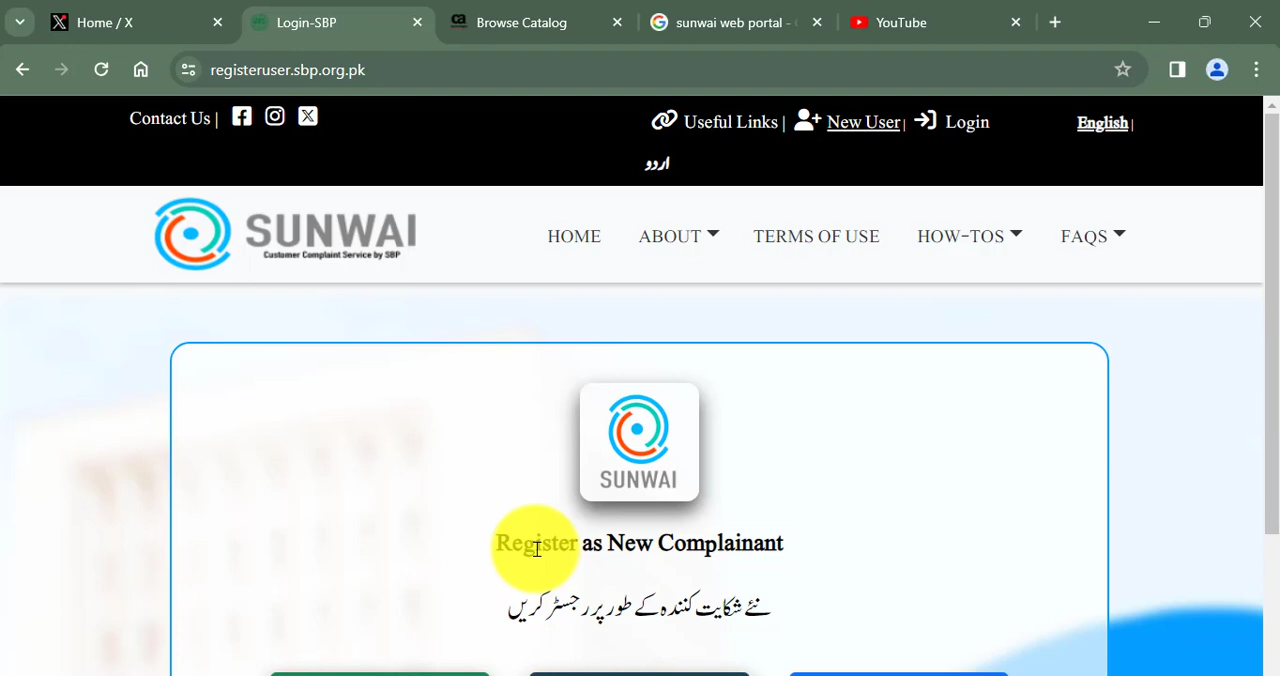 Home / X
Login-SBP
Browse Catalog
sunwai web portal -
YouTube
registeruser.sbp.org.pk
Contact Us |
Useful Links | New User | Login
English |
اردو
SUNWAI
Customer Complaint Service by SBP
HOME ABOUT TERMS OF USE HOW-TOS FAQS
SUNWAI
Register as New Complainant
نئے شکایت کنندہ کے طور پر رجسٹر کریں